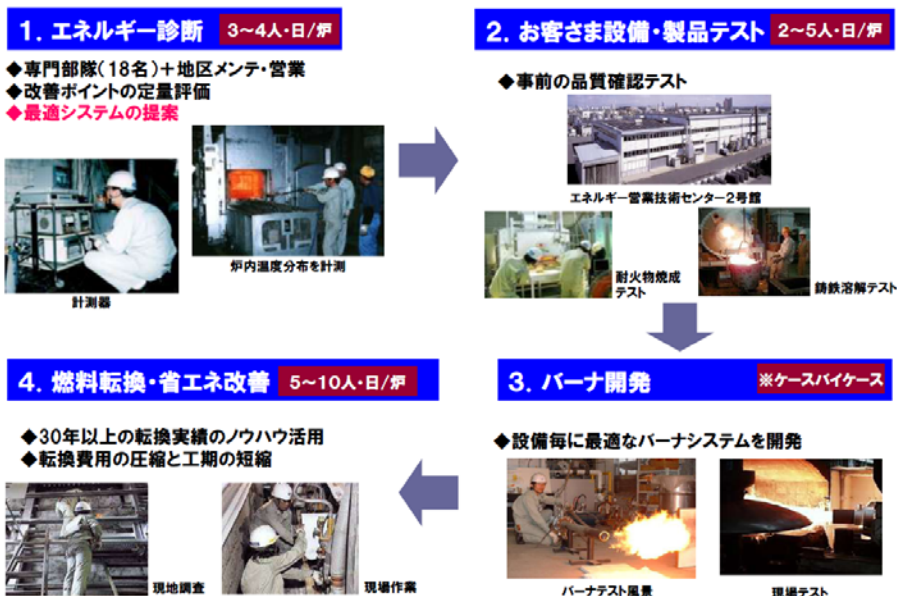 1. エネルギー診断 3~4人・日/炉
◆専門部隊(18名)+地区メンテ・営業
◆改善ポイントの定量評価
◆最適システムの提案
計測器
炉内温度分布を計測
2. お客さま設備・製品テスト 2~5人・日/炉
◆事前の品質確認テスト
エネルギー営業技術センター2号館
耐火物焼成
テスト
鋳鉄溶解テスト
3. バーナ開発 ※ケースバイケース
◆設備毎に最適なバーナシステムを開発
バーナテスト風景
現場テスト
4. 燃料転換・省エネ改善 5~10人・日/炉
◆30年以上の転換実績のノウハウ活用
◆転換費用の圧縮と工期の短縮
現地調査
現場作業